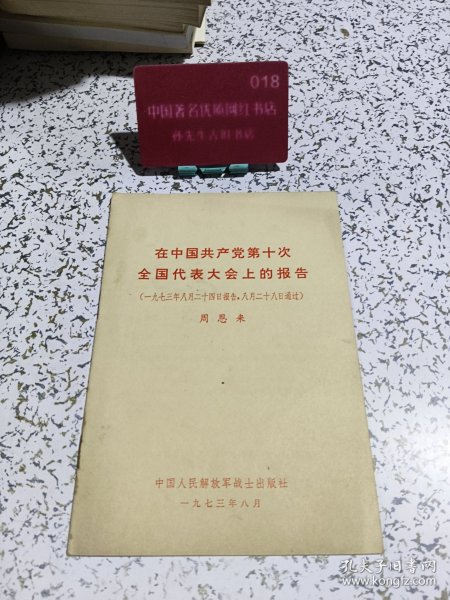 018
中国著名优质网红书店
孙先生古旧书店
在中国共产党第十次
全国代表大会上的报告
(一九七三年八月二十四日报告，八月二十八日通过)
周恩来
中国人民解放军战士出版社
一九七三年八月
孔夫子旧书网
www.kongfz.com